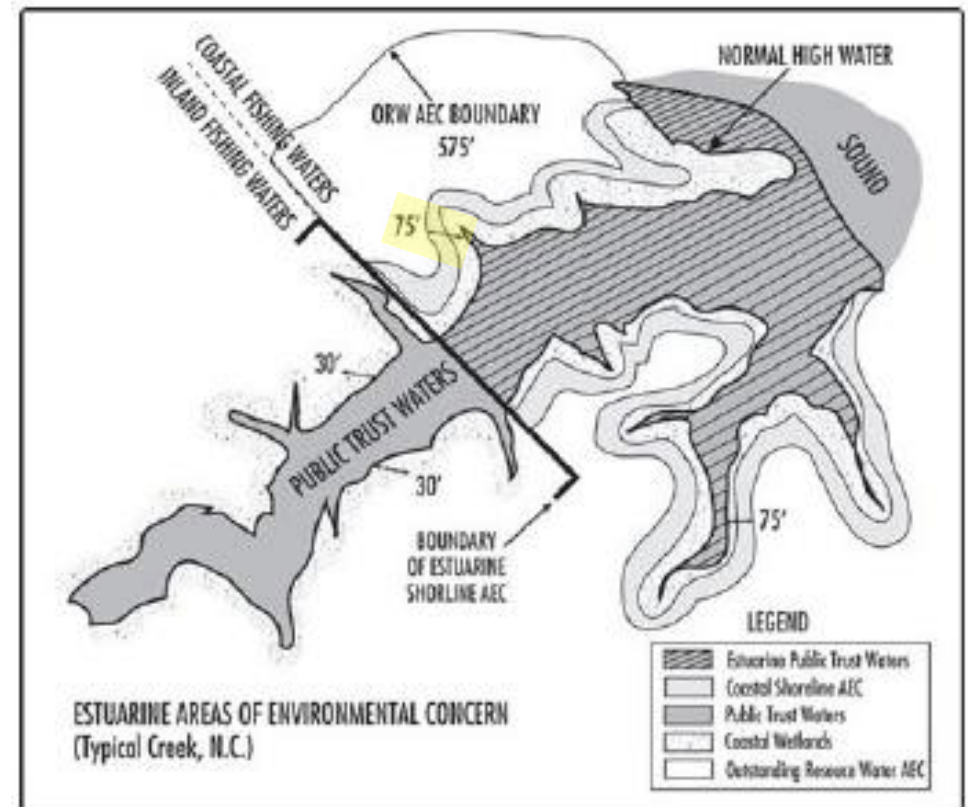 COASTAL FISHING WATERS
INLAND FISHING WATERS
ORW AEC BOUNDARY
575'
NORMAL HIGH WATER
SOUND
75'
30'
PUBLIC TRUST WATERS
30'
BOUNDARY
OF ESTUARINE
SHORLINE AEC
75'
LEGEND
Estuarine Public Trust Waters
Coastal Shoreline AEC
Public Trust Waters
Coastal Wetlands
Outstanding Resource Water AEC
ESTUARINE AREAS OF ENVIRONMENTAL CONCERN
(Typical Creek, N.C.)